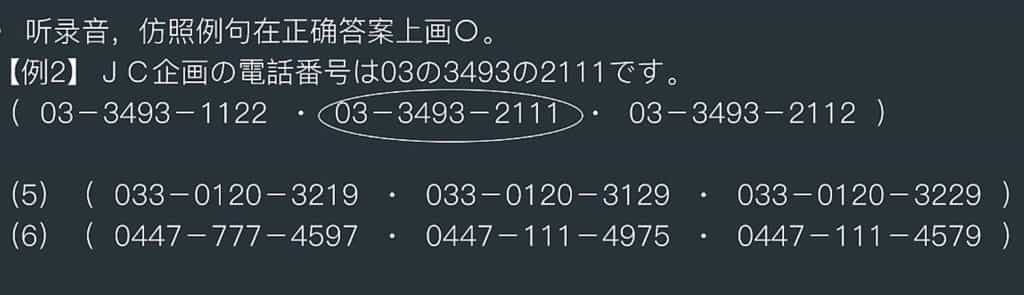 听录音，仿照例句在正确答案上画〇。
【例2】ＪＣ企画の電話番号は03の3493の2111です。
( 03－3493－1122 ・ 03－3493－2111 ・ 03－3493－2112 )
(5) ( 033－0120－3219 ・ 033－0120－3129 ・ 033－0120－3229 )
(6) ( 0447－777－4597 ・ 0447－111－4975 ・ 0447－111－4579 )